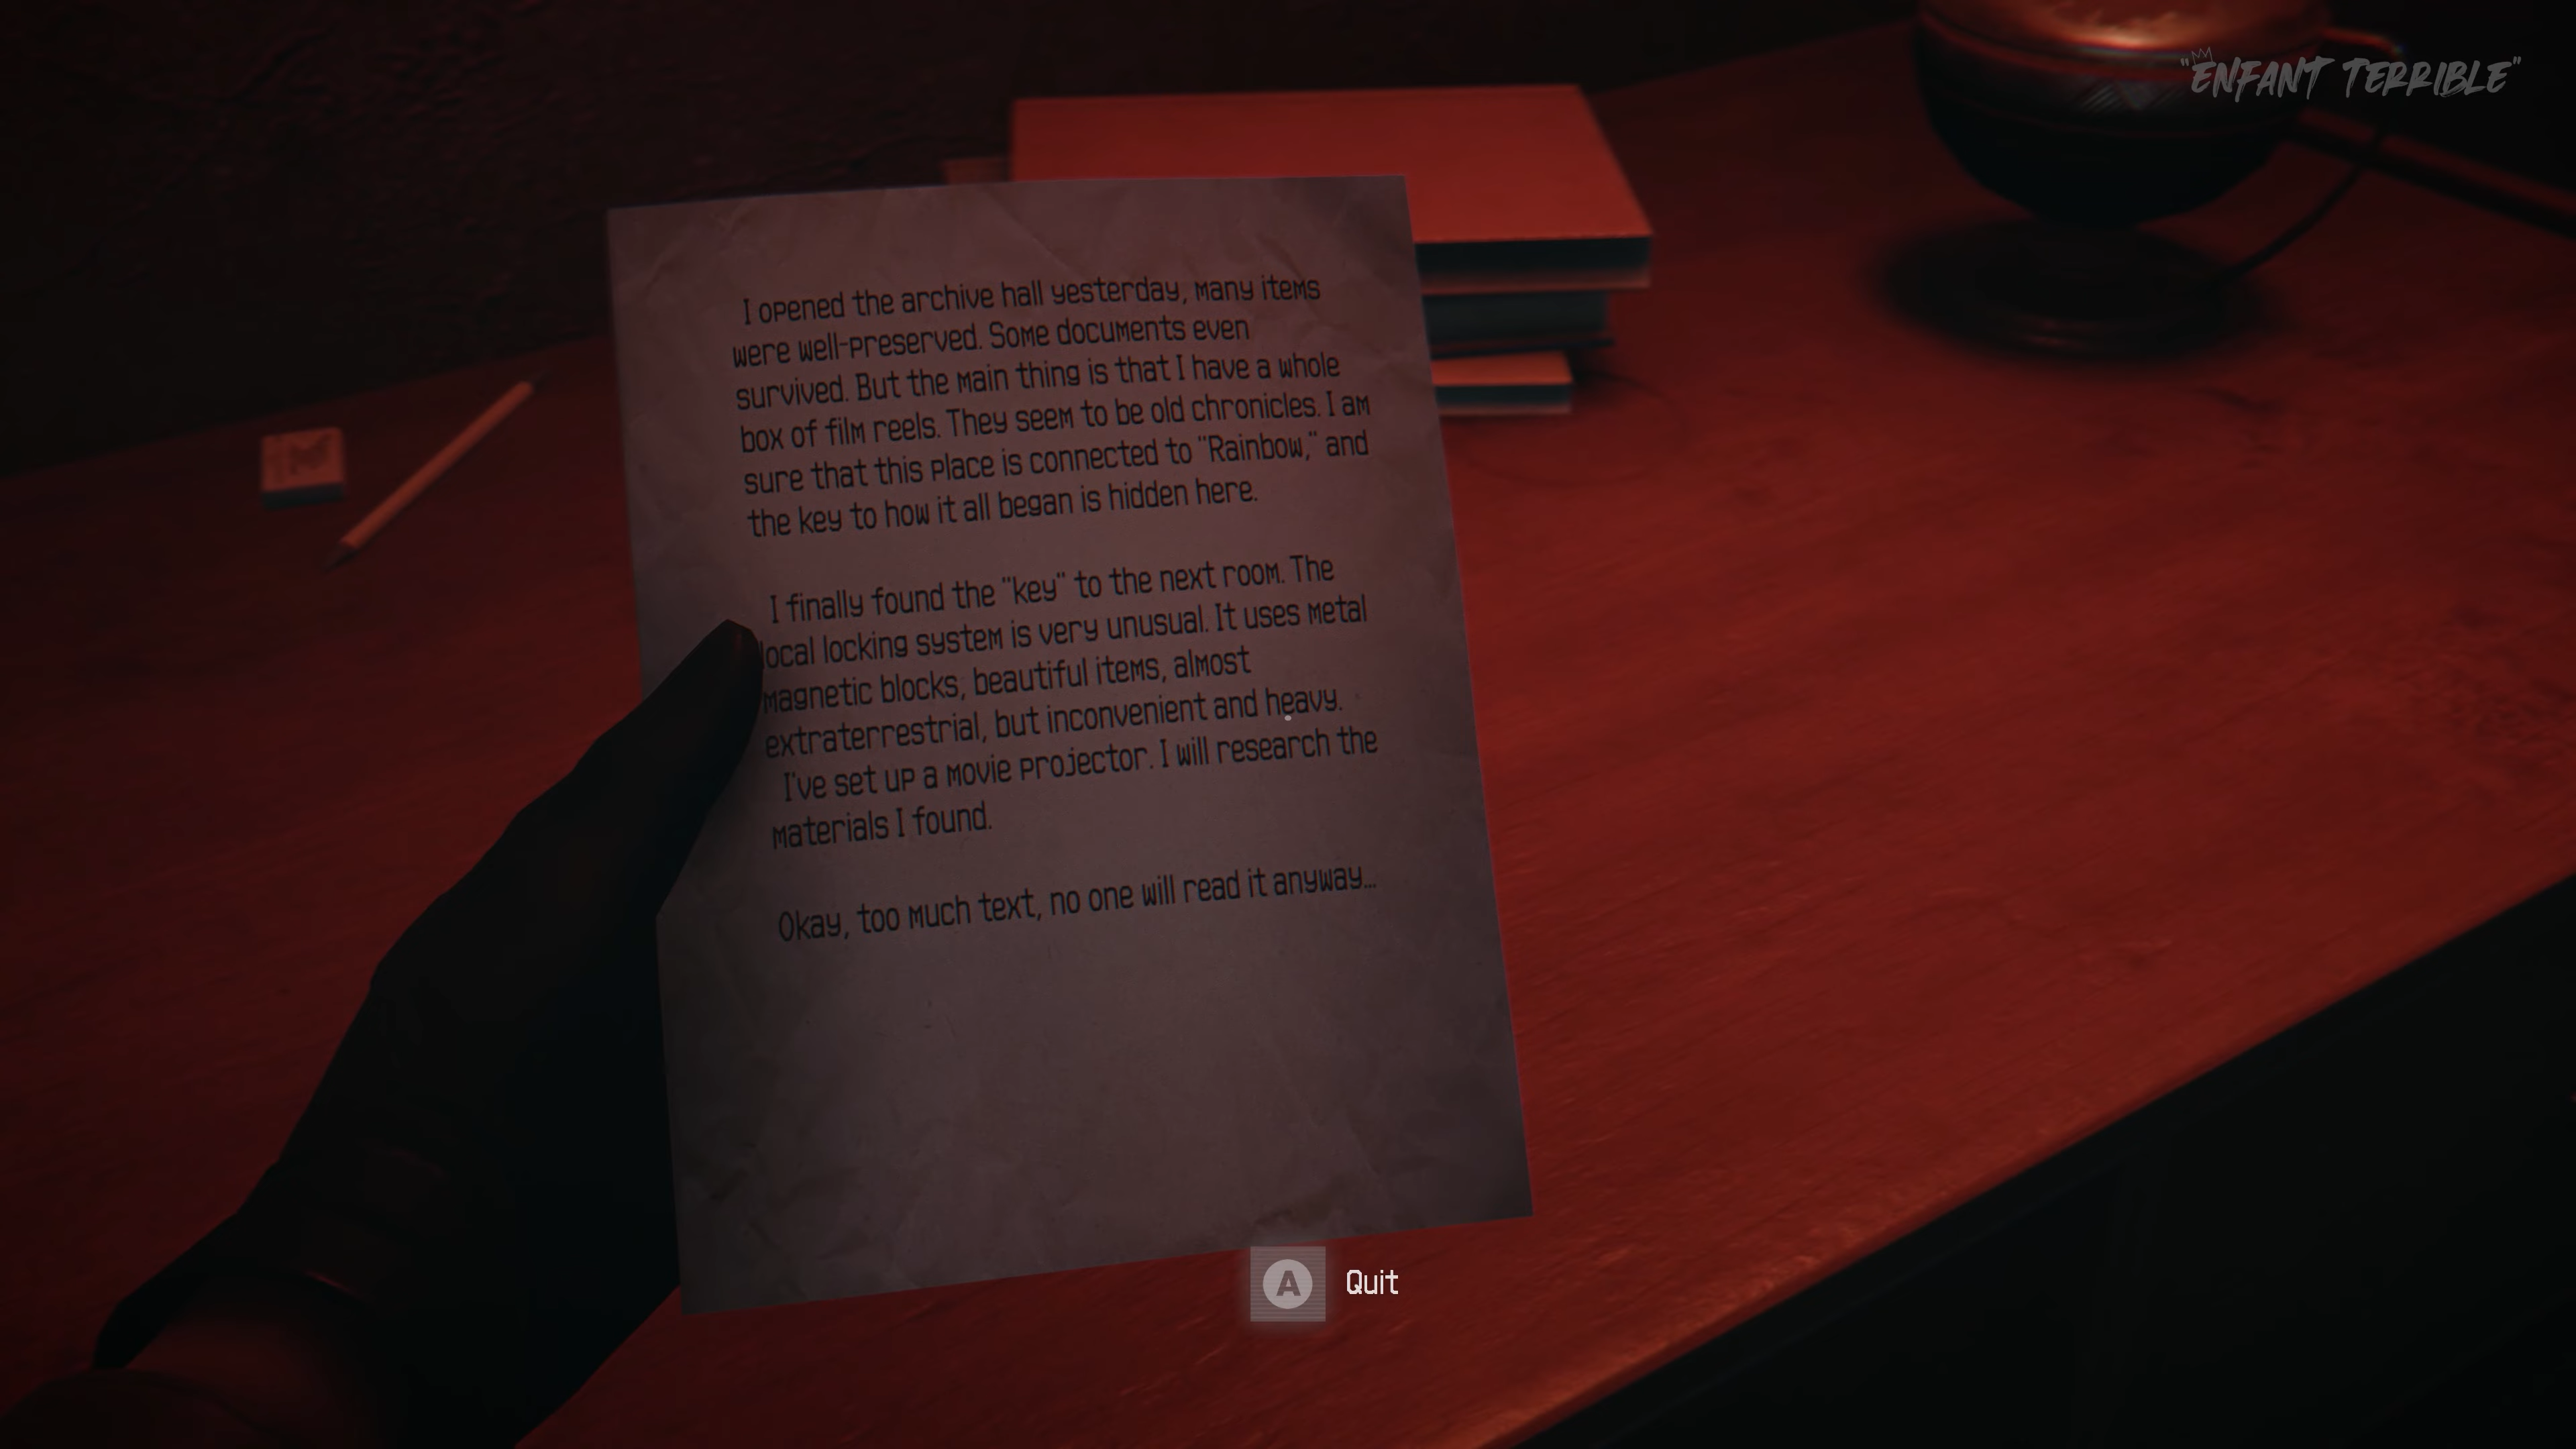 "ENFANT TERRIBLE"
I opened the archive hall yesterday, many items
were well-preserved. Some documents even
survived. But the main thing is that I have a whole
box of film reels. They seem to be old chronicles. I am
sure that this place is connected to "Rainbow," and
the key to how it all began is hidden here.
I finally found the "key" to the next room. The
local locking system is very unusual. It uses metal
magnetic blocks, beautiful items, almost
extraterrestrial, but inconvenient and heavy.
I've set up a movie projector. I will research the
materials I found.
Okay, too much text, no one will read it anyway...
A Quit